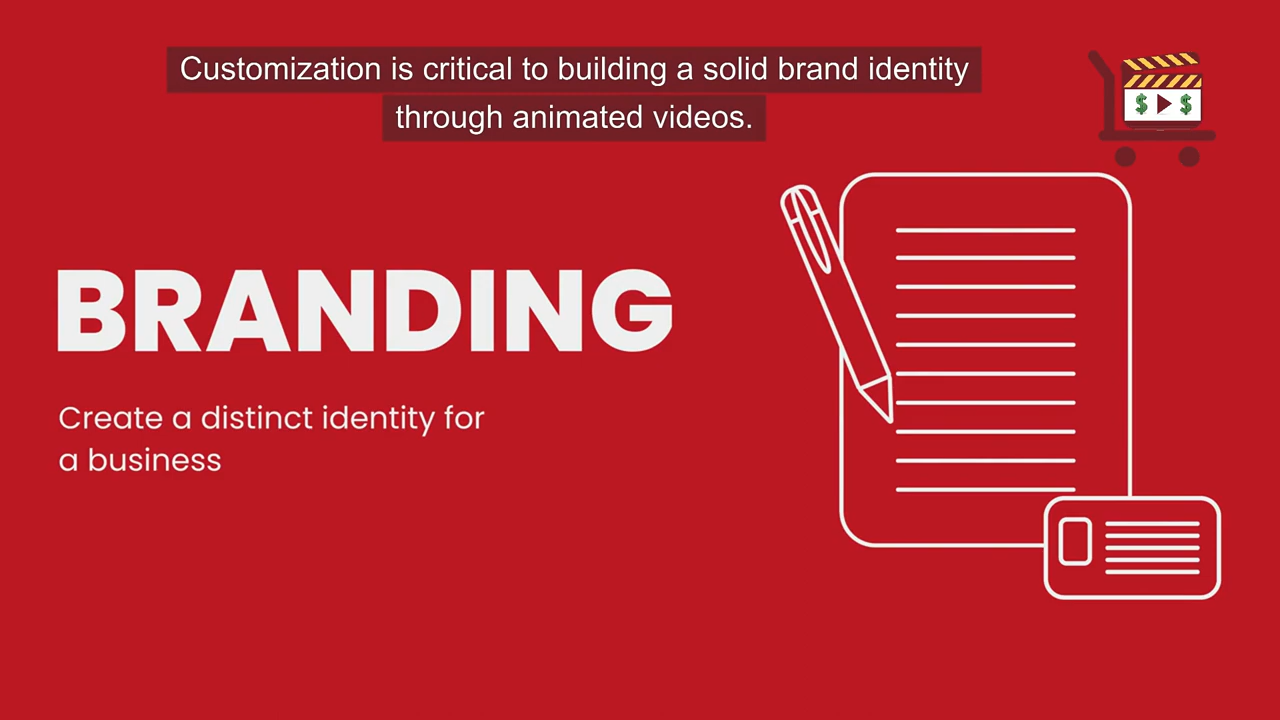 Customization is critical to building a solid brand identity
through animated videos.
$ $
BRANDING
Create a distinct identity for
a business